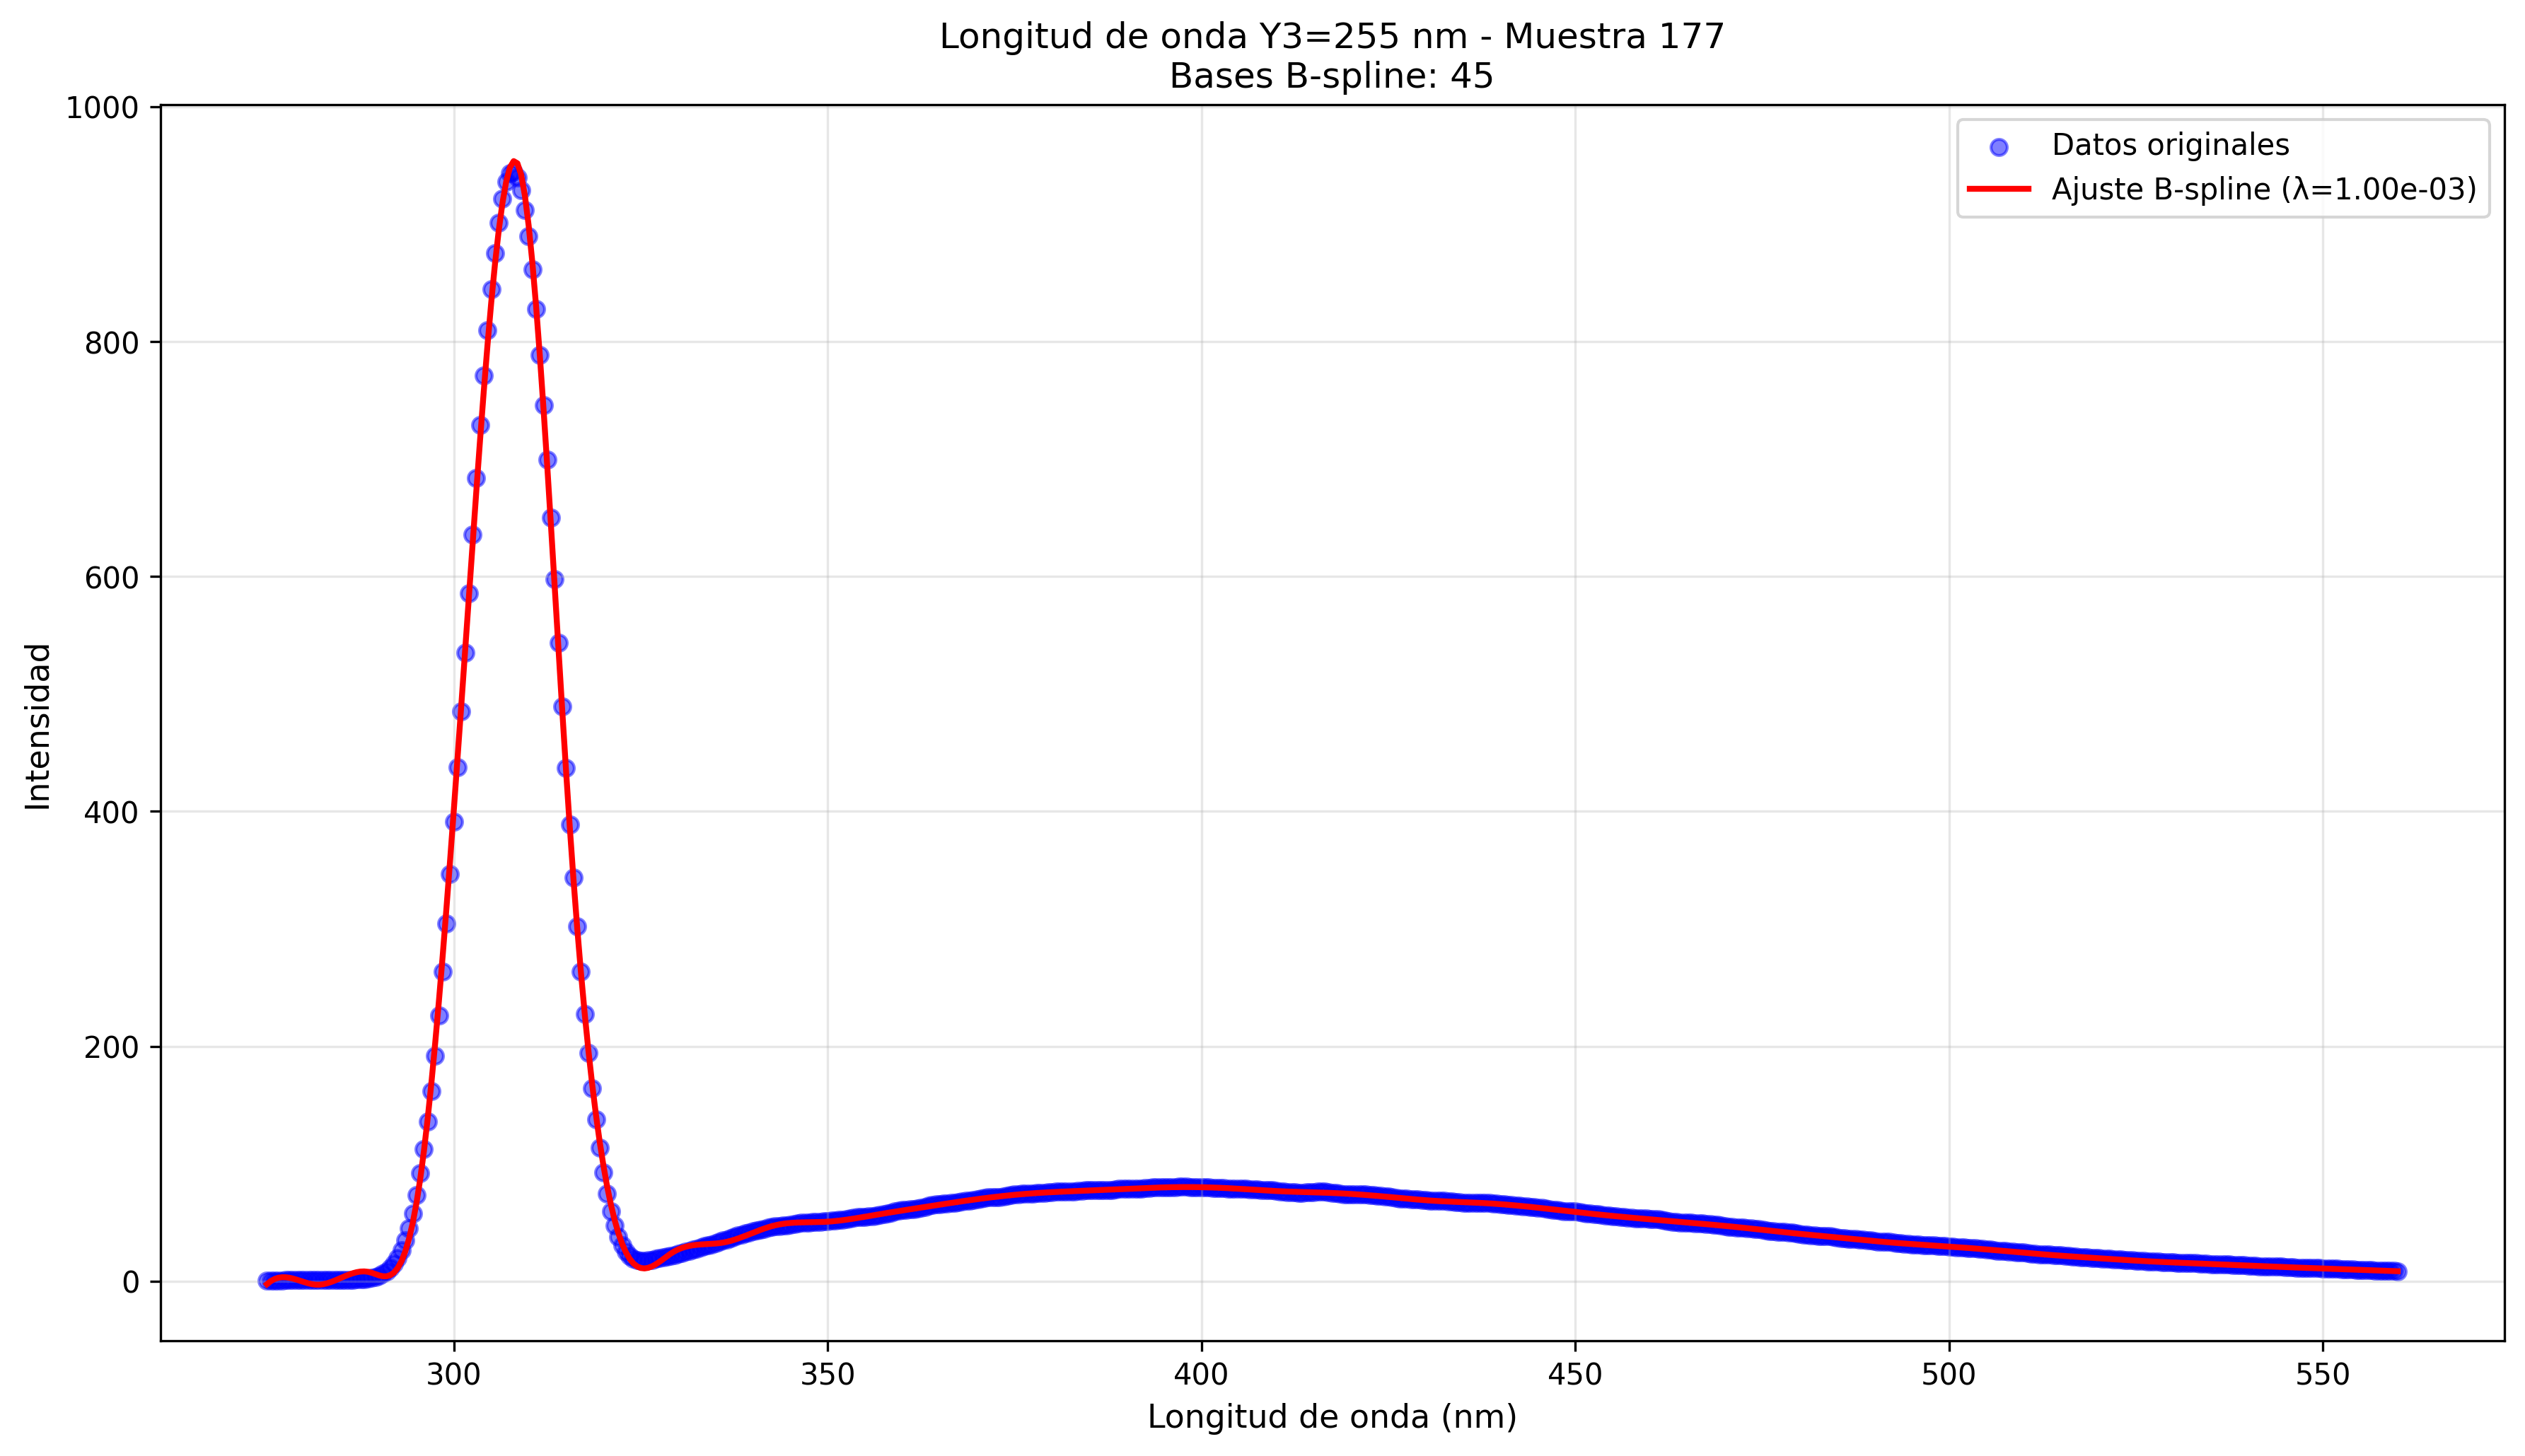 Longitud de onda Y3=255 nm - Muestra 177
Bases B-spline: 45
Datos originales
Ajuste B-spline (λ=1.00e-03)
Intensidad
1000
800
600
400
200
0
300 350 400 450 500 550
Longitud de onda (nm)